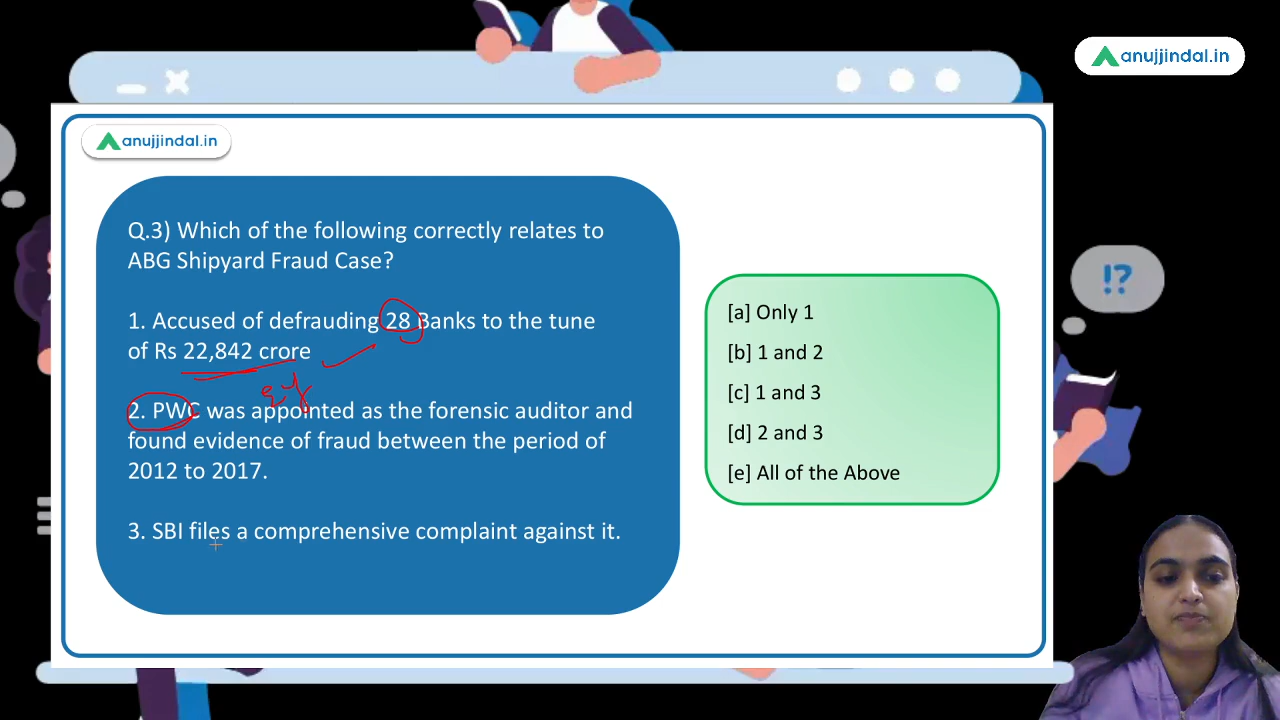 anujjindal.in
anujjindal.in
Q.3) Which of the following correctly relates to
ABG Shipyard Fraud Case?
1. Accused of defrauding 28 Banks to the tune
of Rs 22,842 crore
2. PWC was appointed as the forensic auditor and
found evidence of fraud between the period of
2012 to 2017.
3. SBI files a comprehensive complaint against it.
[a] Only 1
[b] 1 and 2
[c] 1 and 3
[d] 2 and 3
[e] All of the Above
!?